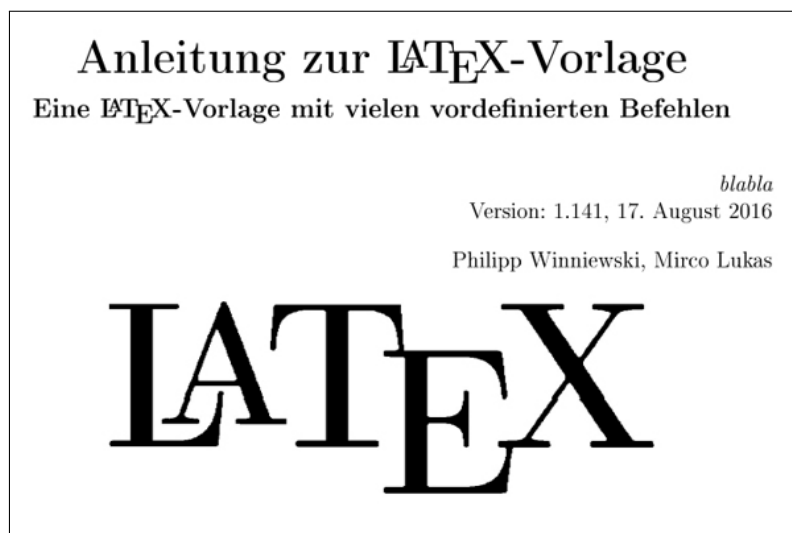 Anleitung zur LATEX-Vorlage
Eine LATEX-Vorlage mit vielen vordefinierten Befehlen
blabla
Version: 1.141, 17. August 2016
Philipp Winniewski, Mirco Lukas
LATEX